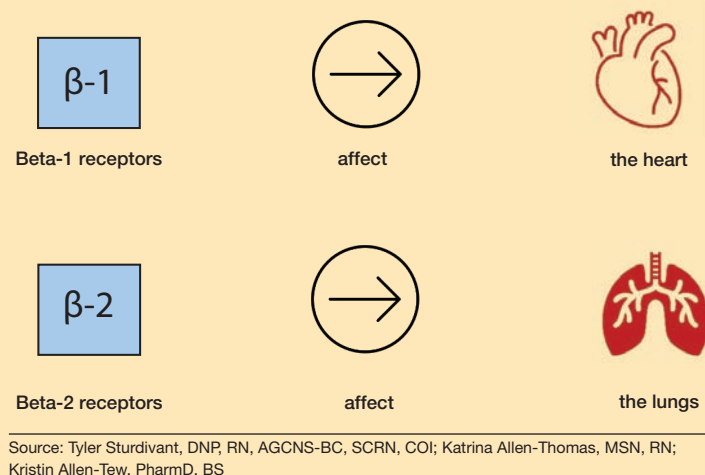 β-1
Beta-1 receptors affect the heart
β-2
Beta-2 receptors affect the lungs
Source: Tyler Sturdivant, DNP, RN, AGCNS-BC, SCRN, COI; Katrina Allen-Thomas, MSN, RN;
Kristin Allen-Tew, PharmD, BS